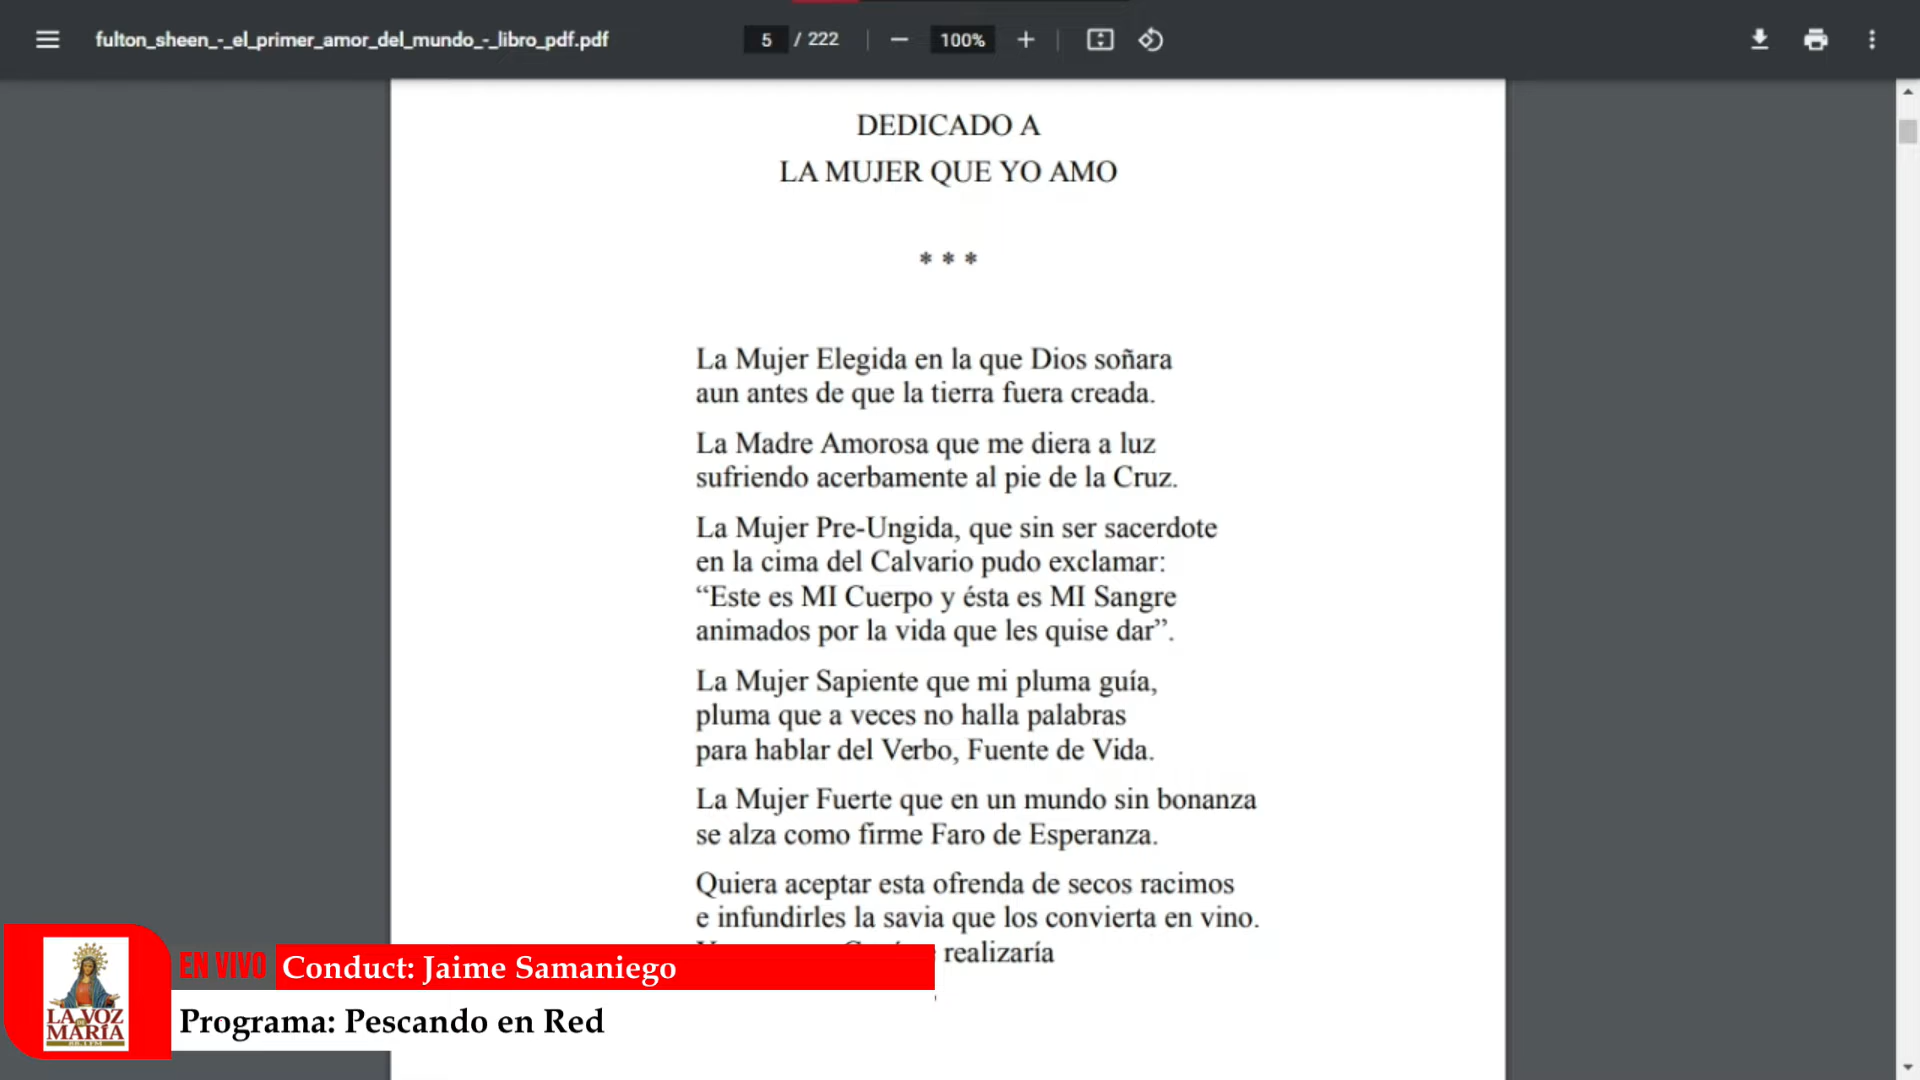 fulton_sheen_-_el_primer_amor_del_mundo_-_libro_pdf.pdf
5 / 222
100%
DEDICADO A
LA MUJER QUE YO AMO
* * *
La Mujer Elegida en la que Dios soñara
aun antes de que la tierra fuera creada.
La Madre Amorosa que me diera a luz
sufriendo acerbamente al pie de la Cruz.
La Mujer Pre-Ungida, que sin ser sacerdote
en la cima del Calvario pudo exclamar:
“Este es MI Cuerpo y ésta es MI Sangre
animados por la vida que les quise dar”.
La Mujer Sapiente que mi pluma guía,
pluma que a veces no halla palabras
para hablar del Verbo, Fuente de Vida.
La Mujer Fuerte que en un mundo sin bonanza
se alza como firme Faro de Esperanza.
Quiera aceptar esta ofrenda de secos racimos
e infundirles la savia que los convierta en vino.
realizaría
EN VIVO Conduct: Jaime Samaniego
Programa: Pescando en Red
LA VOZ
DE
MARÍA